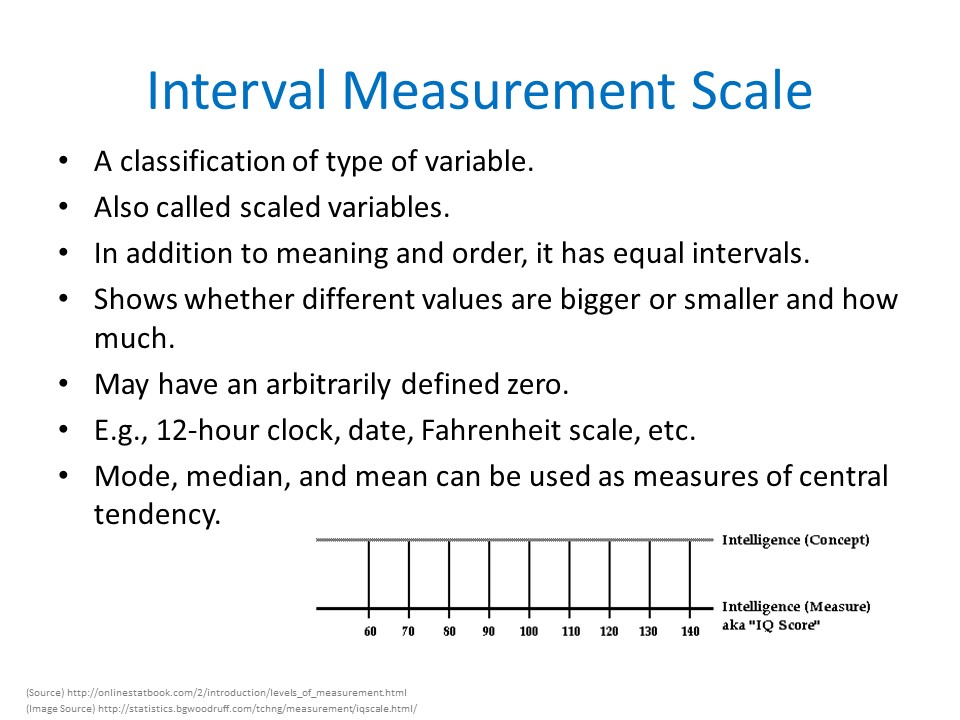 Interval Measurement Scale
• A classification of type of variable.
• Also called scaled variables.
• In addition to meaning and order, it has equal intervals.
• Shows whether different values are bigger or smaller and how
much.
• May have an arbitrarily defined zero.
• E.g., 12-hour clock, date, Fahrenheit scale, etc.
• Mode, median, and mean can be used as measures of central
tendency.
Intelligence (Concept)
Intelligence (Measure)
aka "IQ Score"
60 70 80 90 100 110 120 130 140
(Source) http://onlinestatbook.com/2/introduction/levels_of_measurement.html
(Image Source) http://statistics.bgwoodruff.com/tchng/measurement/iqscale.html/